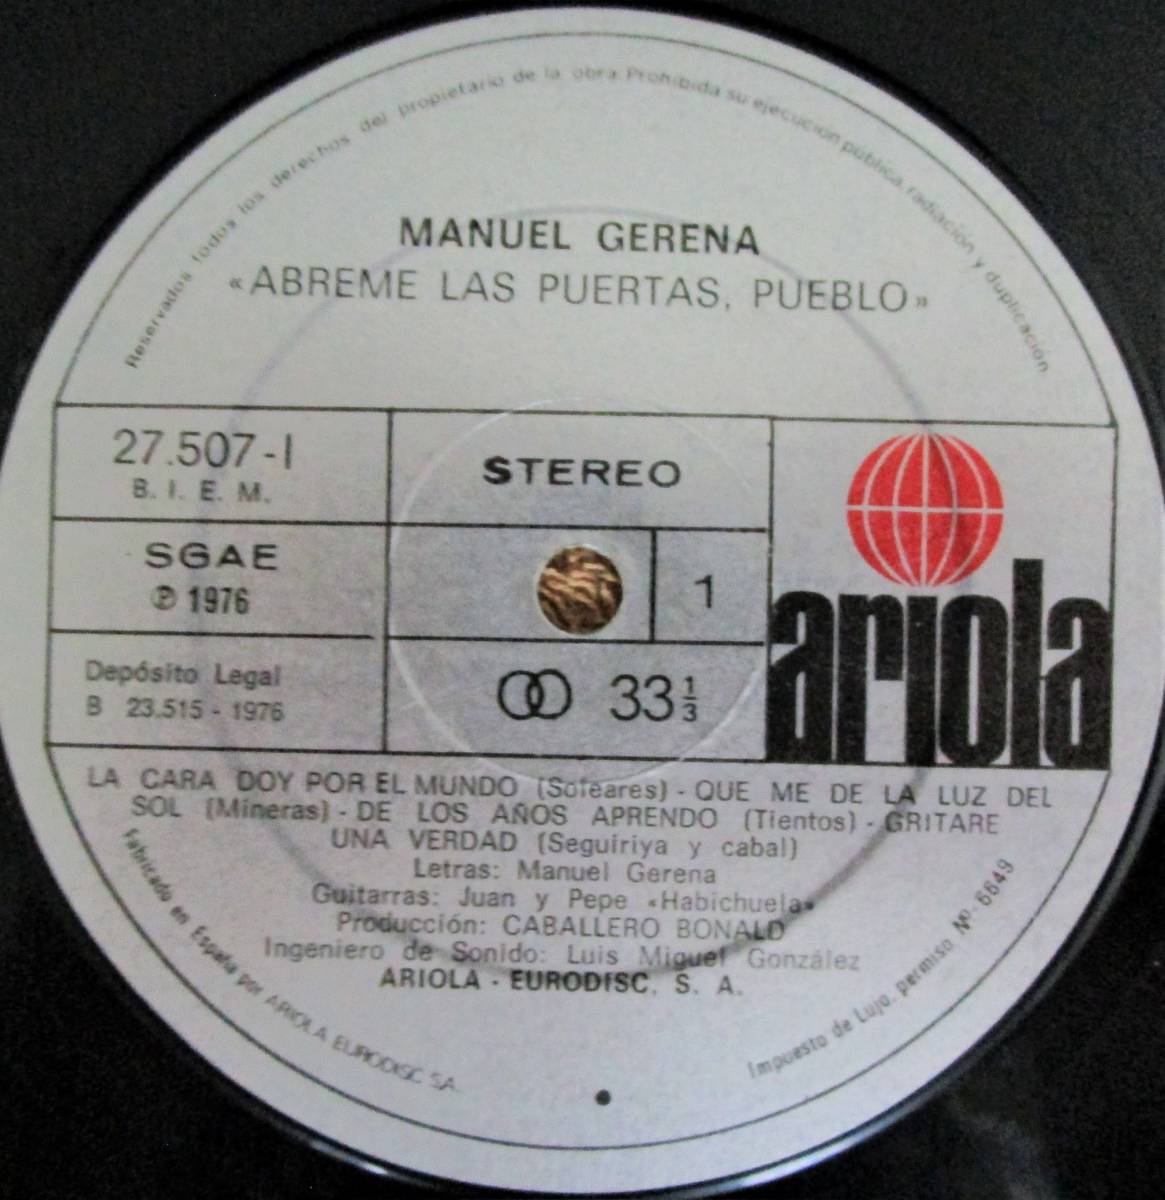 Reservados todos los derechos del propietario de la obra. Prohibida su ejecución pública, radiación y duplicación
MANUEL GERENA
«ABREME LAS PUERTAS, PUEBLO»
27.507-I
B. I. E. M.
STEREO
SGAE
℗ 1976
1
Depósito Legal
B 23.515 - 1976
33 1/3
ariola
LA CARA DOY POR EL MUNDO (Soleares) - QUE ME DE LA LUZ DEL
SOL (Mineras) - DE LOS AÑOS APRENDO (Tientos) - GRITARE
UNA VERDAD (Seguiriya y cabal)
Letras: Manuel Gerena
Guitarras: Juan y Pepe «Habichuela»
Producción: CABALLERO BONALD
Ingeniero de Sonido: Luis Miguel González
ARIOLA - EURODISC, S. A.
Fabricado en España por ARIOLA EURODISC SA.
Impuesto de Lujo, permiso Nº- 6649